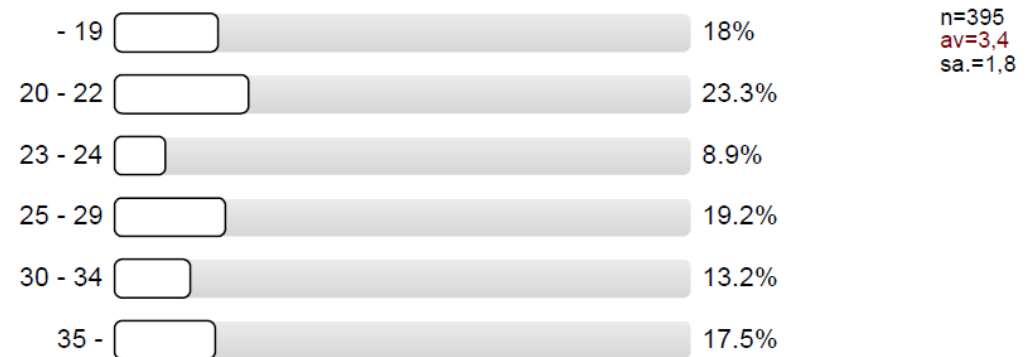 - 19 18%
20 - 22 23.3%
23 - 24 8.9%
25 - 29 19.2%
30 - 34 13.2%
35 - 17.5%
n=395
av=3,4
sa.=1,8